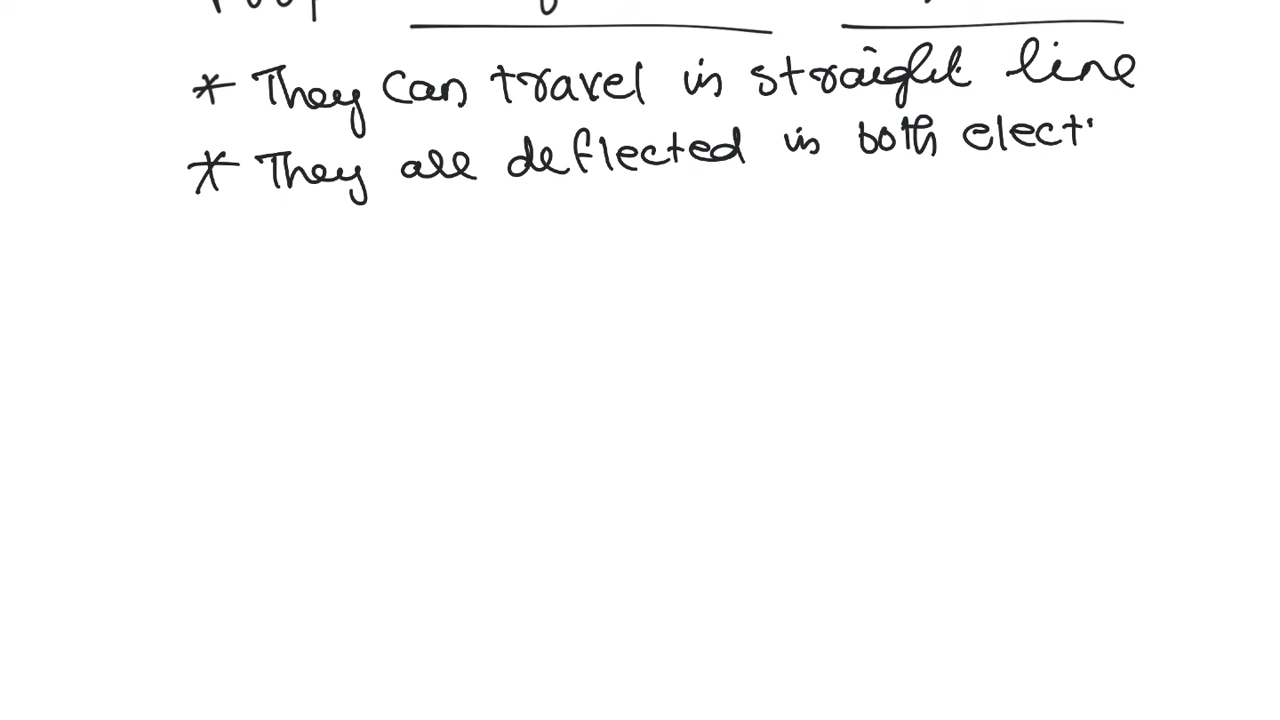 * They can travel in straight line
* They are deflected in both elect